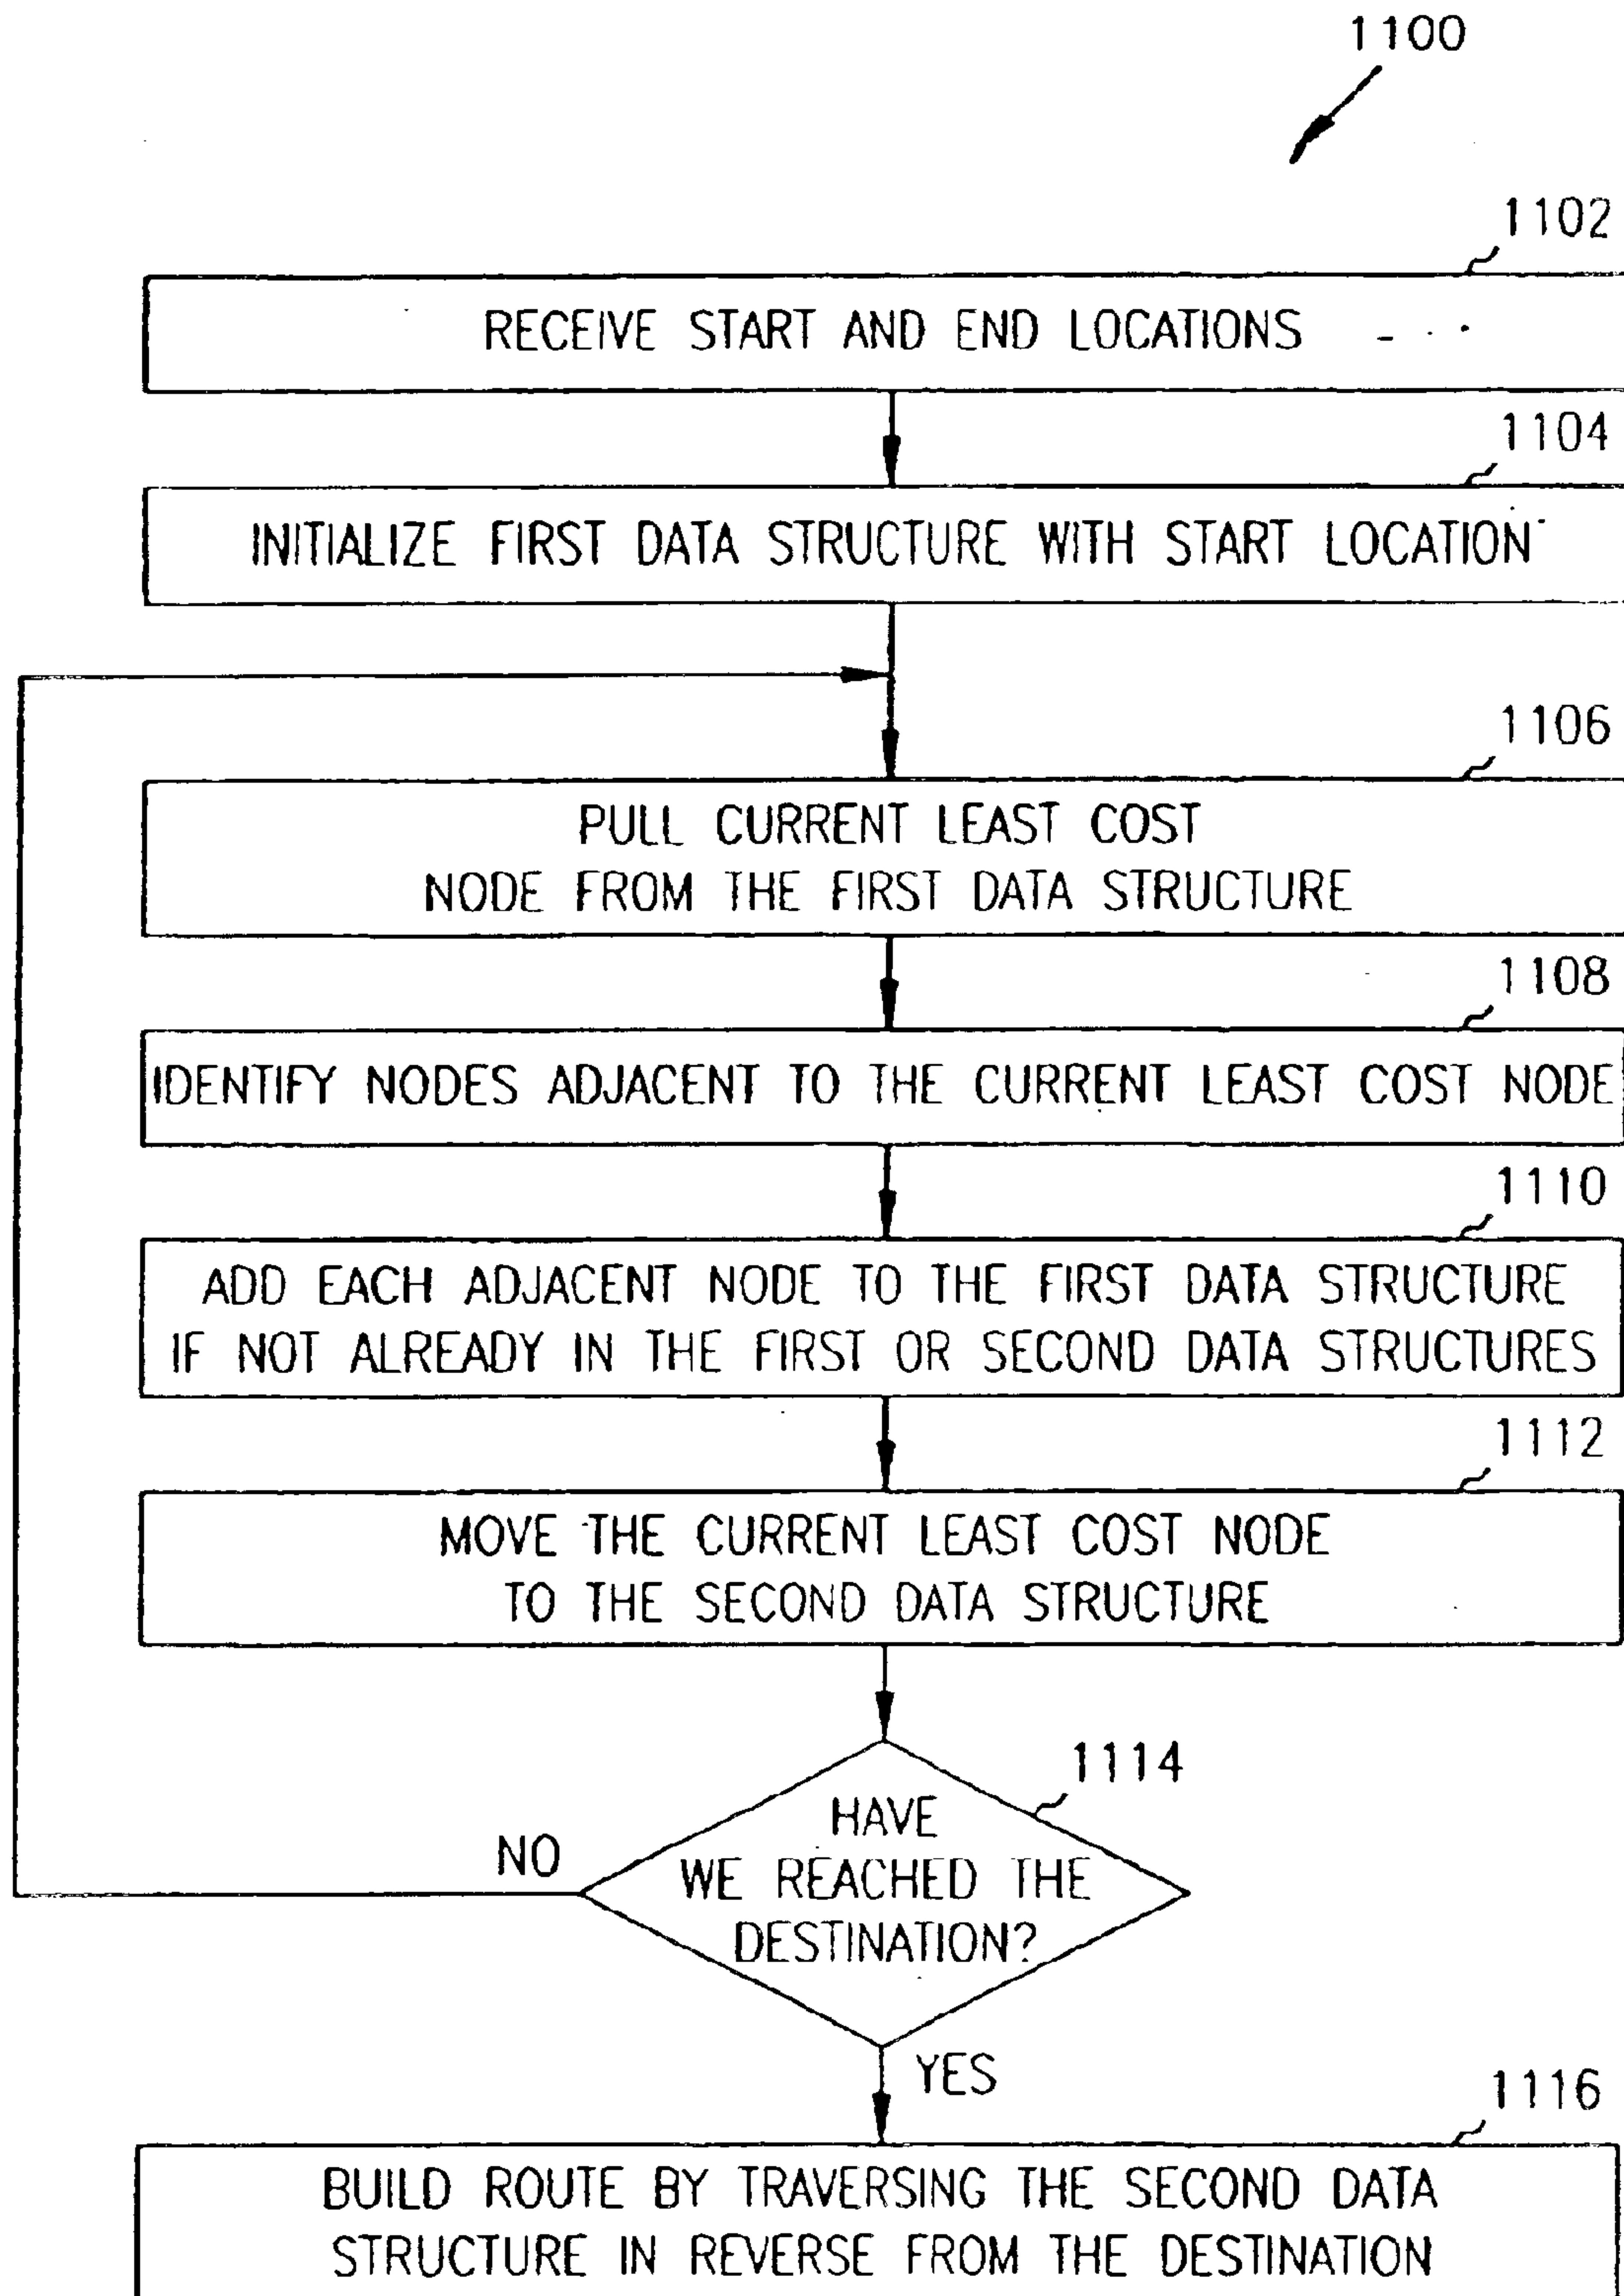 1100
1102
RECEIVE START AND END LOCATIONS
1104
INITIALIZE FIRST DATA STRUCTURE WITH START LOCATION
1106
PULL CURRENT LEAST COST
NODE FROM THE FIRST DATA STRUCTURE
1108
IDENTIFY NODES ADJACENT TO THE CURRENT LEAST COST NODE
1110
ADD EACH ADJACENT NODE TO THE FIRST DATA STRUCTURE
IF NOT ALREADY IN THE FIRST OR SECOND DATA STRUCTURES
1112
MOVE THE CURRENT LEAST COST NODE
TO THE SECOND DATA STRUCTURE
1114
HAVE
WE REACHED THE
DESTINATION?
NO
YES
1116
BUILD ROUTE BY TRAVERSING THE SECOND DATA
STRUCTURE IN REVERSE FROM THE DESTINATION